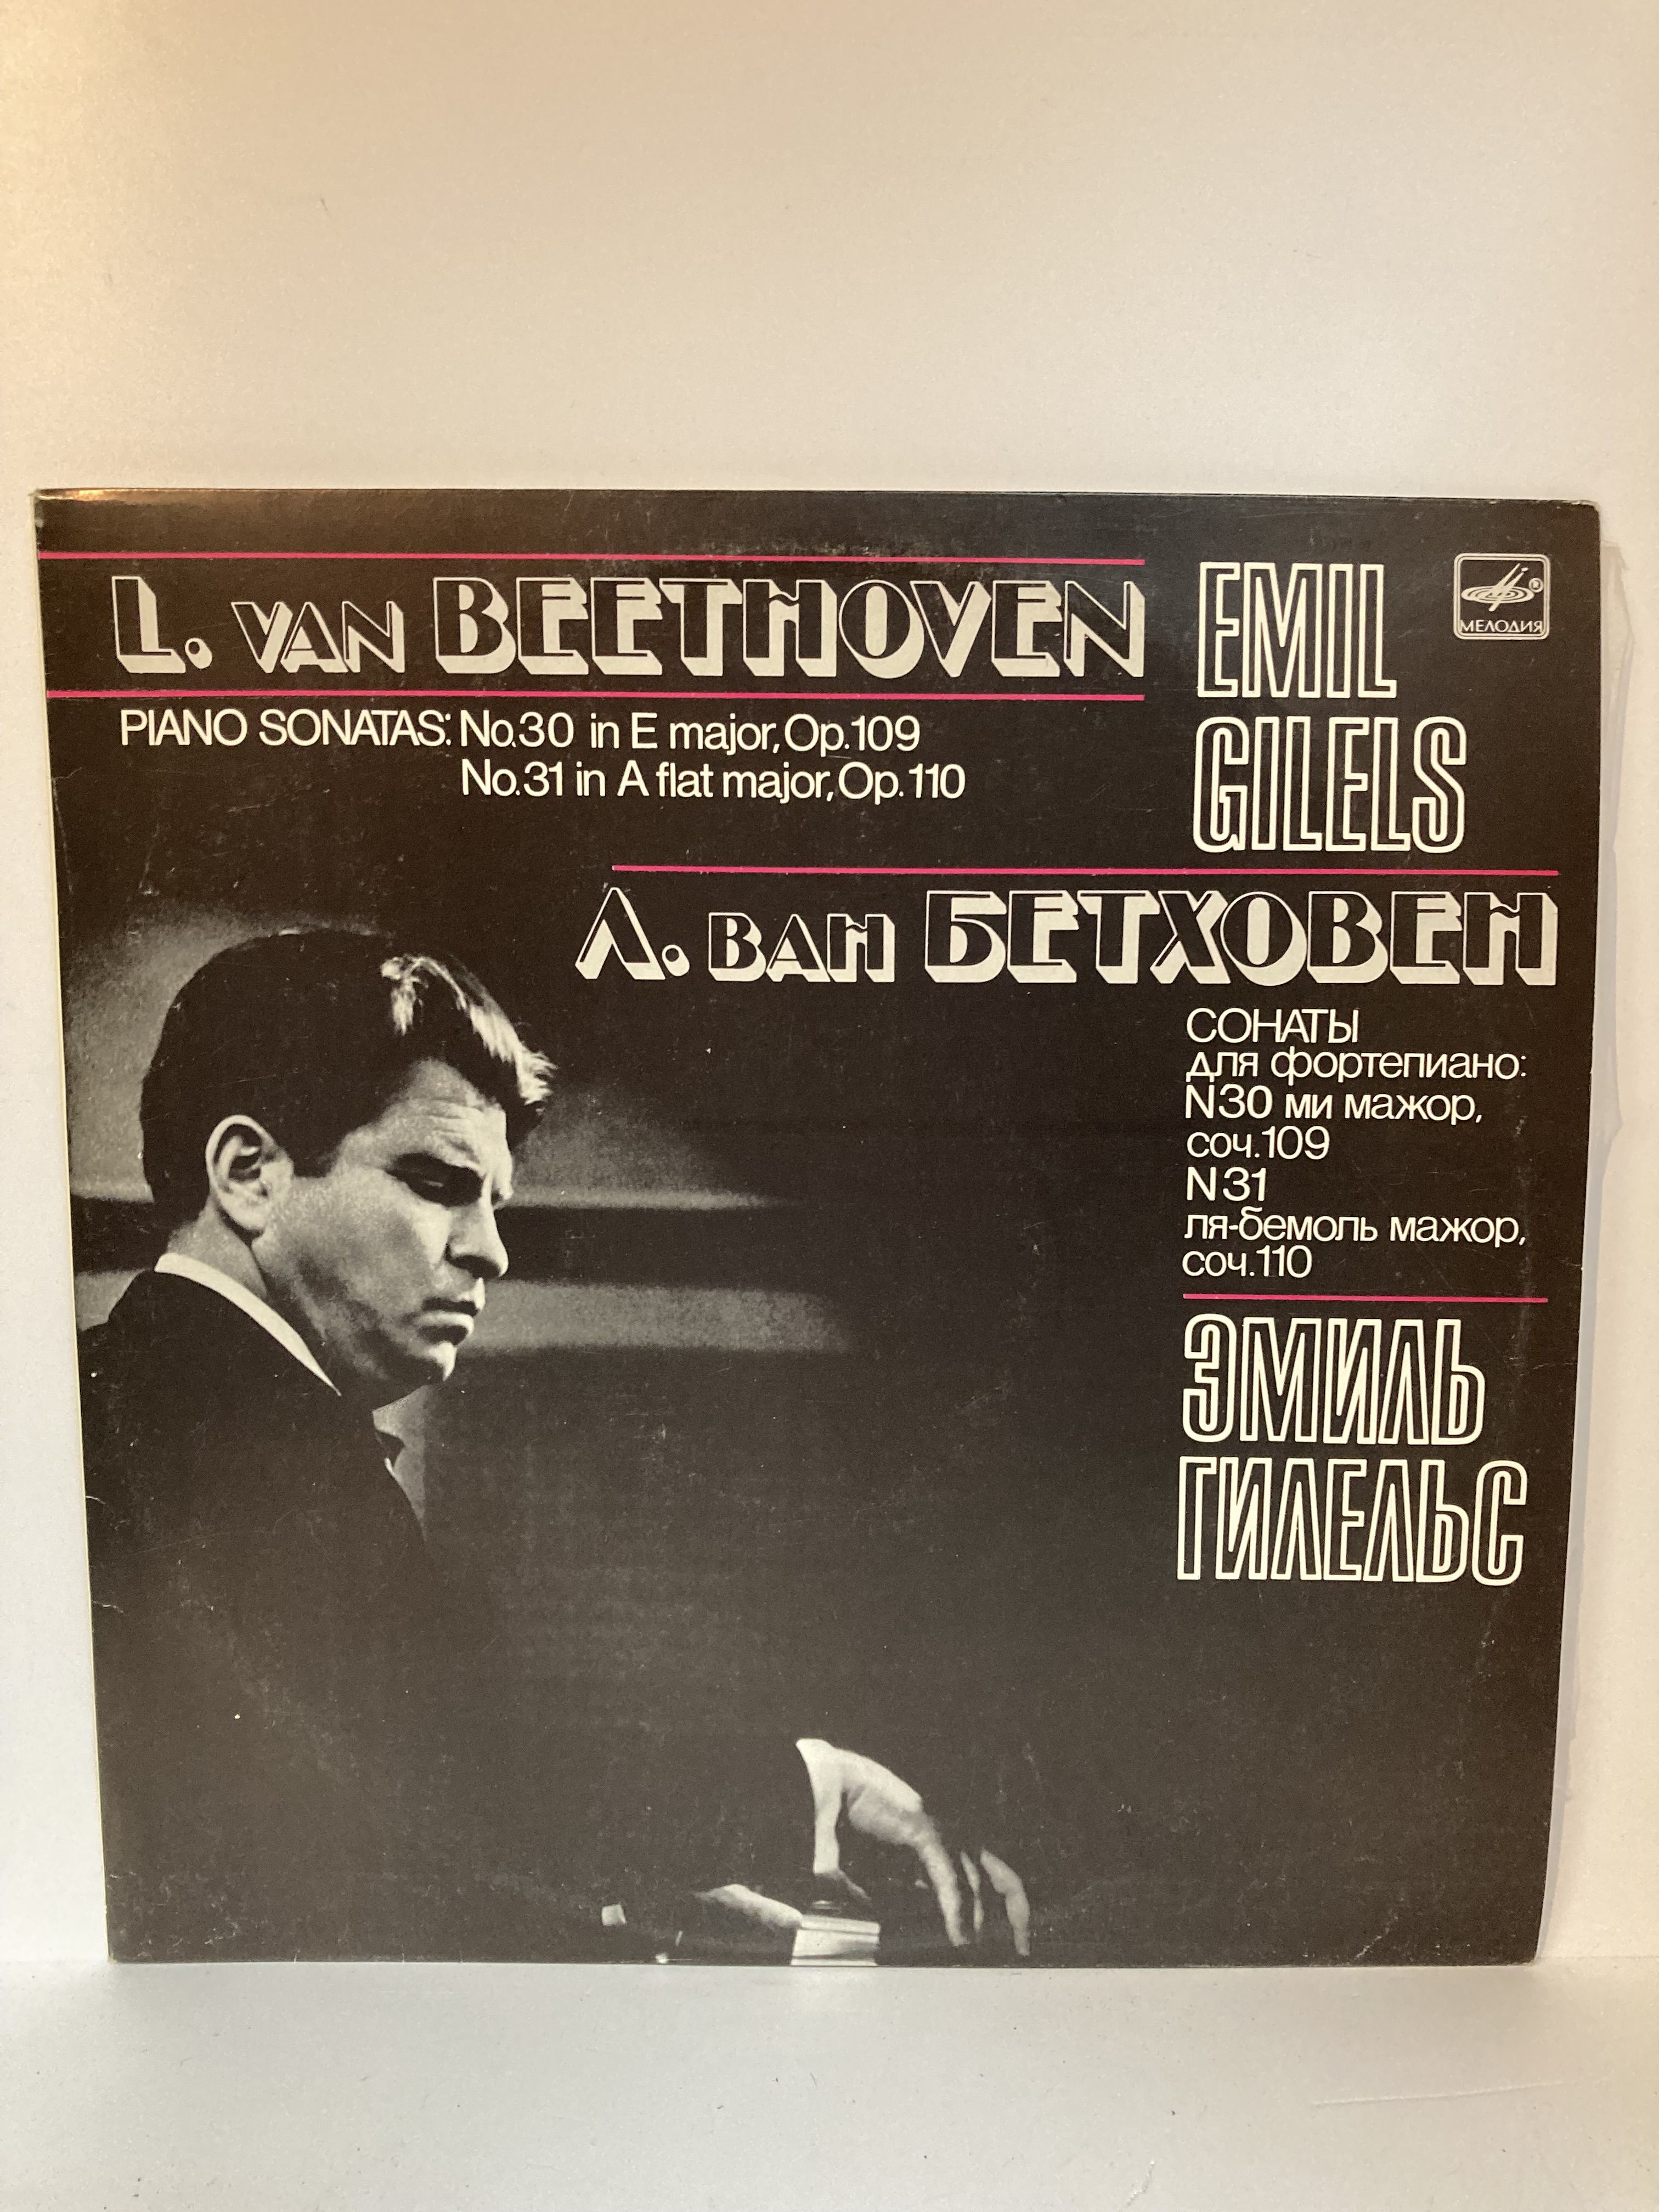 L. VAN BEETHOVEN
PIANO SONATAS: No.30 in E major, Op.109
No.31 in A flat major, Op.110
EMIL
GILELS
МЕЛОДИЯ
®
Л. ВАН БЕТХОВЕН
СОНАТЫ
для фортепиано:
N30 ми мажор,
соч.109
N31
ля-бемоль мажор,
соч.110
ЭМИЛЬ
ГИЛЕЛЬС